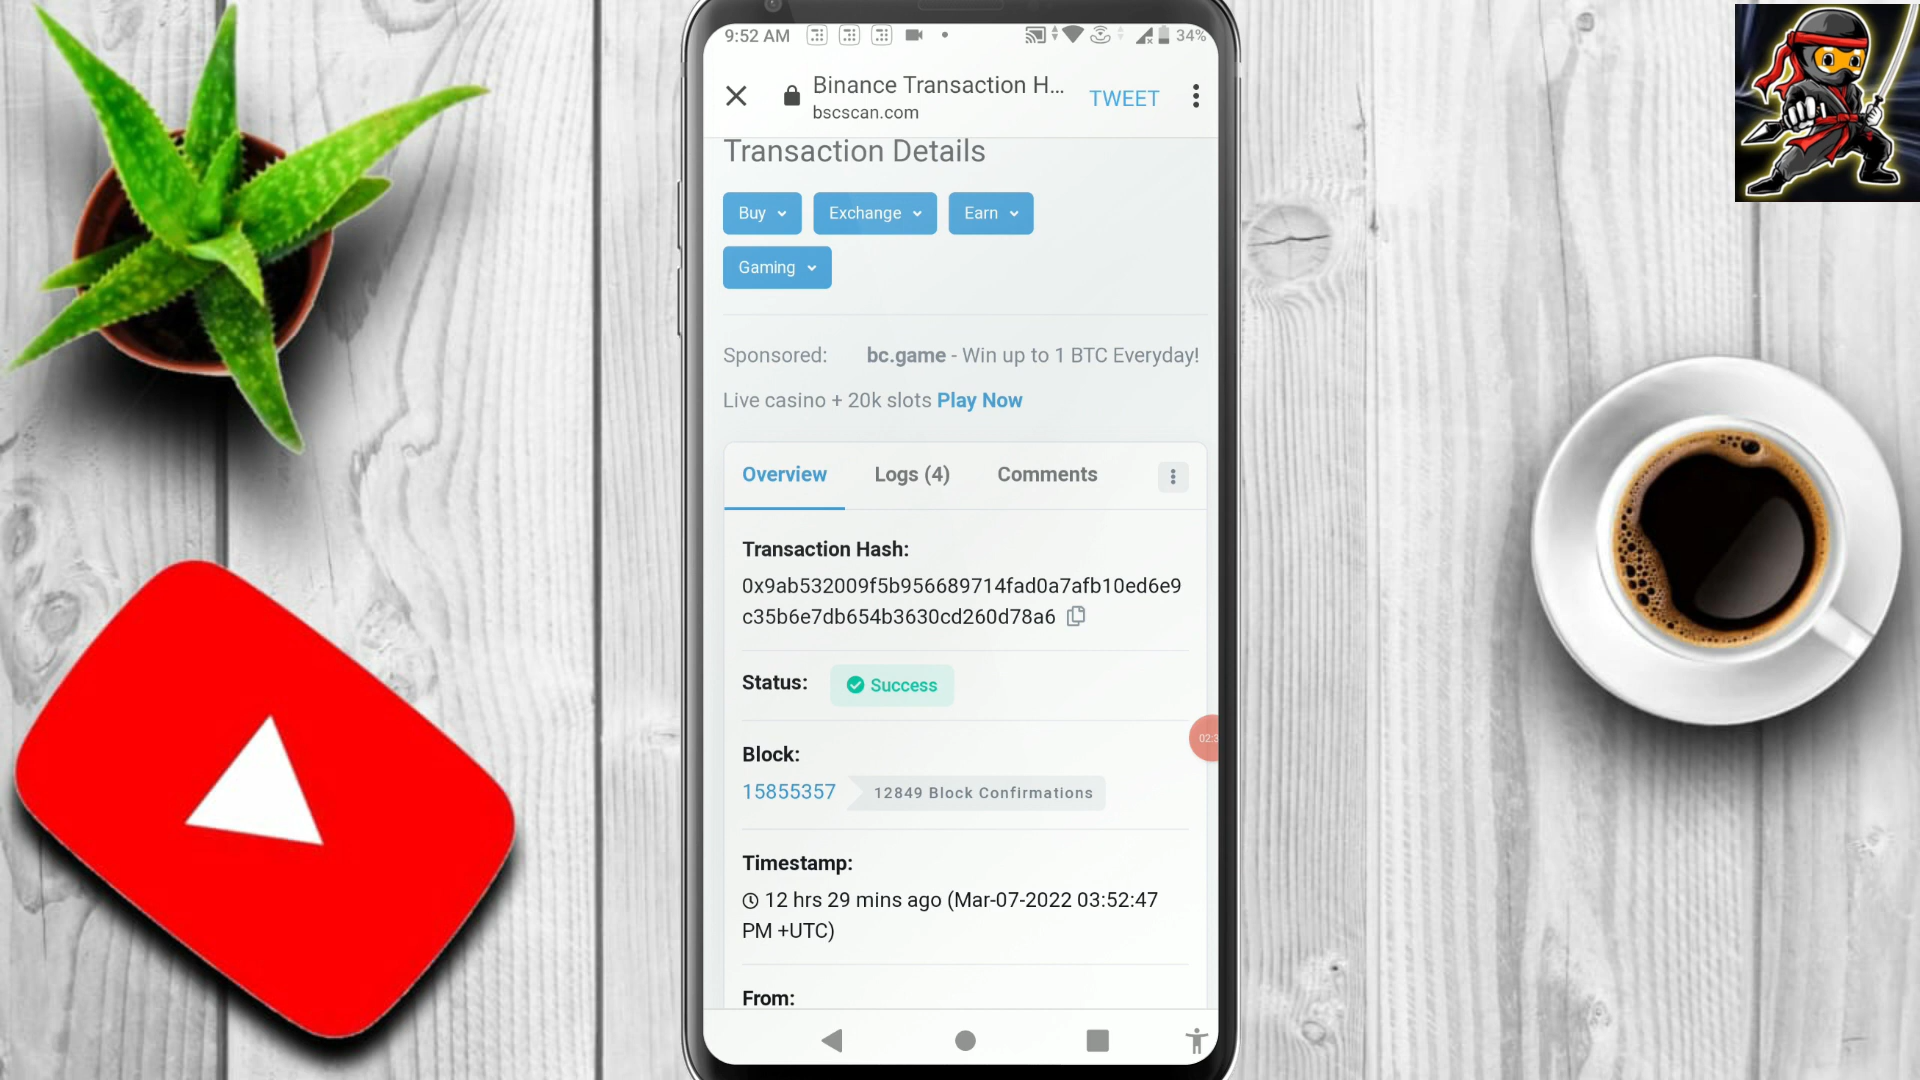 9:52 AM
34%
Binance Transaction H...
bscscan.com
TWEET
Transaction Details
Buy
Exchange
Earn
Gaming
Sponsored: bc.game - Win up to 1 BTC Everyday!
Live casino + 20k slots Play Now
Overview
Logs (4)
Comments
Transaction Hash:
0x9ab532009f5b956689714fad0a7afb10ed6e9
c35b6e7db654b3630cd260d78a6
Status: Success
02:3
Block:
15855357 12849 Block Confirmations
Timestamp:
12 hrs 29 mins ago (Mar-07-2022 03:52:47
PM +UTC)
From: